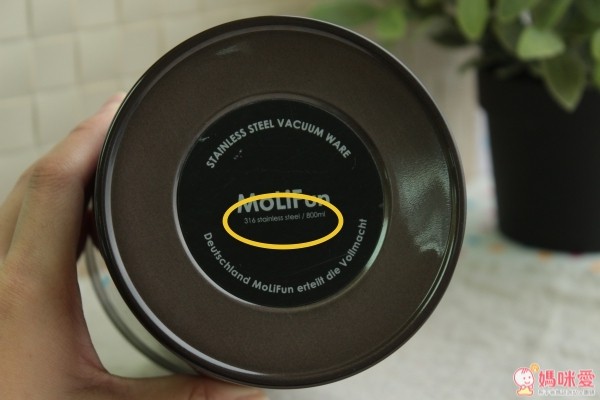 STAINLESS STEEL VACUUM WARE
MoLiFun
316 stainless steel / 800ml
Deutschland MoLiFun erteilt die Vollmacht
媽咪愛